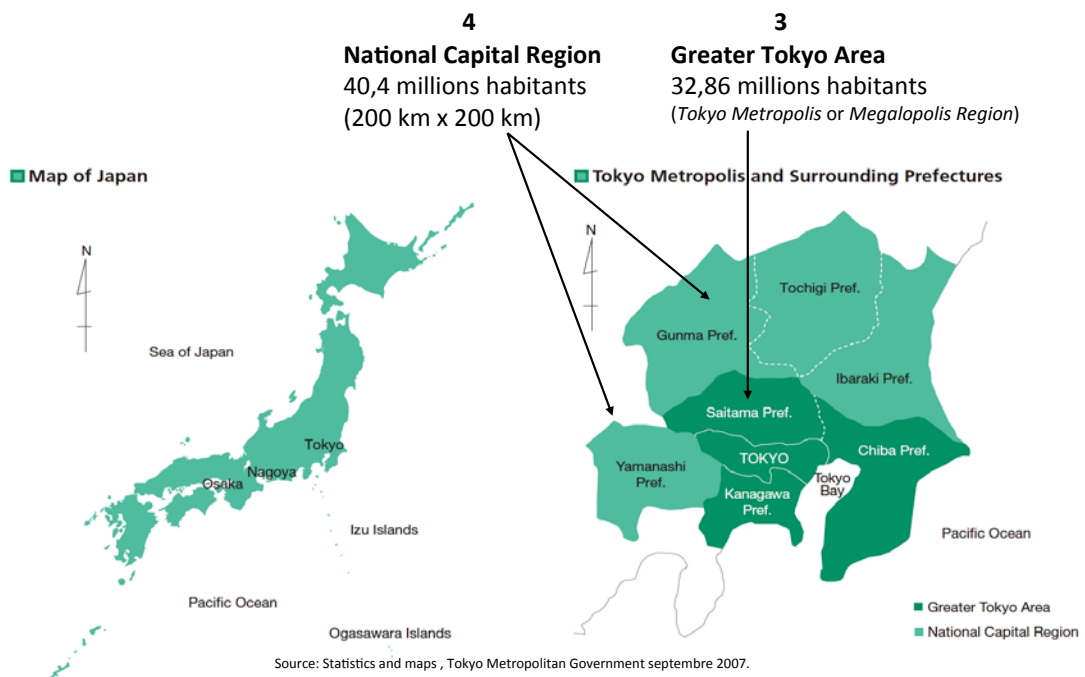 4
National Capital Region
40,4 millions habitants
(200 km x 200 km)
3
Greater Tokyo Area
32,86 millions habitants
(Tokyo Metropolis or Megalopolis Region)
Map of Japan
N
Sea of Japan
Tokyo
Nagoya
Osaka
Izu Islands
Pacific Ocean
Ogasawara Islands
Tokyo Metropolis and Surrounding Prefectures
N
Tochigi Pref.
Gunma Pref.
Ibaraki Pref.
Saitama Pref.
Chiba Pref.
TOKYO
Yamanashi
Pref.
Tokyo
Bay
Kanagawa
Pref.
Pacific Ocean
Greater Tokyo Area
National Capital Region
Source: Statistics and maps , Tokyo Metropolitan Government septembre 2007.